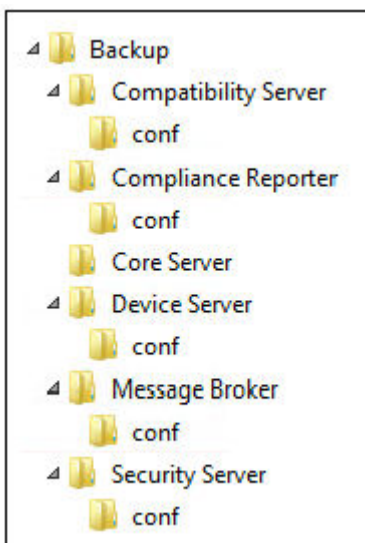 Backup
Compatibility Server
conf
Compliance Reporter
conf
Core Server
Device Server
conf
Message Broker
conf
Security Server
conf